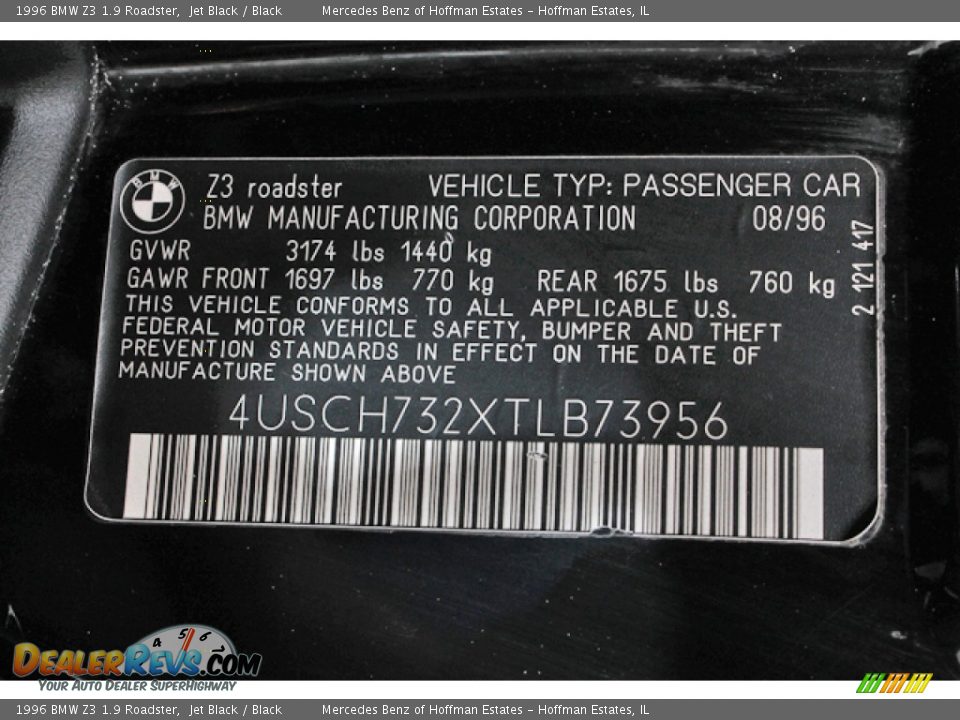 1996 BMW Z3 1.9 Roadster, Jet Black / Black Mercedes Benz of Hoffman Estates - Hoffman Estates, IL
BMW
Z3 roadster VEHICLE TYP: PASSENGER CAR
BMW MANUFACTURING CORPORATION 08/96
GVWR 3174 lbs 1440 kg
GAWR FRONT 1697 lbs 770 kg REAR 1675 lbs 760 kg
THIS VEHICLE CONFORMS TO ALL APPLICABLE U.S.
FEDERAL MOTOR VEHICLE SAFETY, BUMPER AND THEFT
PREVENTION STANDARDS IN EFFECT ON THE DATE OF
MANUFACTURE SHOWN ABOVE
2 121 417
4USCH732XTLB73956
4 5 6
DEALERREVS.COM
YOUR AUTO DEALER SUPERHIGHWAY
1996 BMW Z3 1.9 Roadster, Jet Black / Black Mercedes Benz of Hoffman Estates - Hoffman Estates, IL